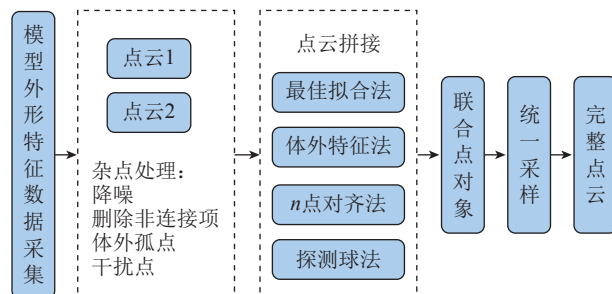 模型外形特征数据采集
点云1
点云2
杂点处理：
降噪
删除非连接项
体外孤点
干扰点
点云拼接
最佳拟合法
体外特征法
n点对齐法
探测球法
联合点对象
统一采样
完整点云